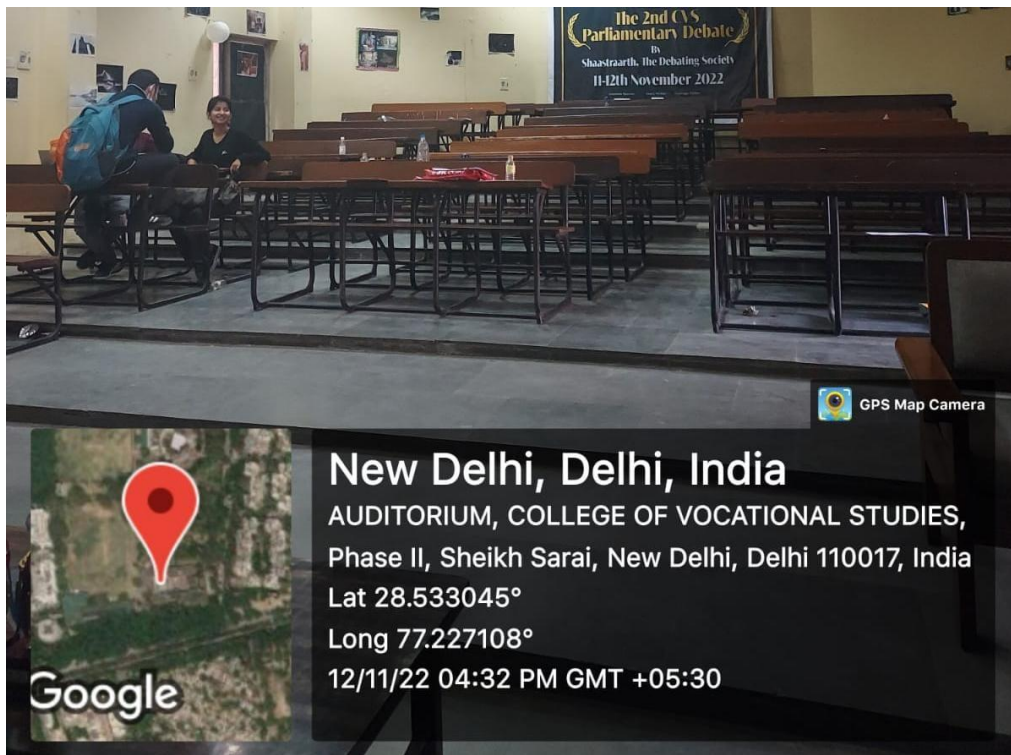 The 2nd CVS
Parliamentary Debate
By
Shaastraarth, The Debating Society
11-12th November 2022
GPS Map Camera
New Delhi, Delhi, India
AUDITORIUM, COLLEGE OF VOCATIONAL STUDIES,
Phase II, Sheikh Sarai, New Delhi, Delhi 110017, India
Lat 28.533045°
Long 77.227108°
12/11/22 04:32 PM GMT +05:30
Google